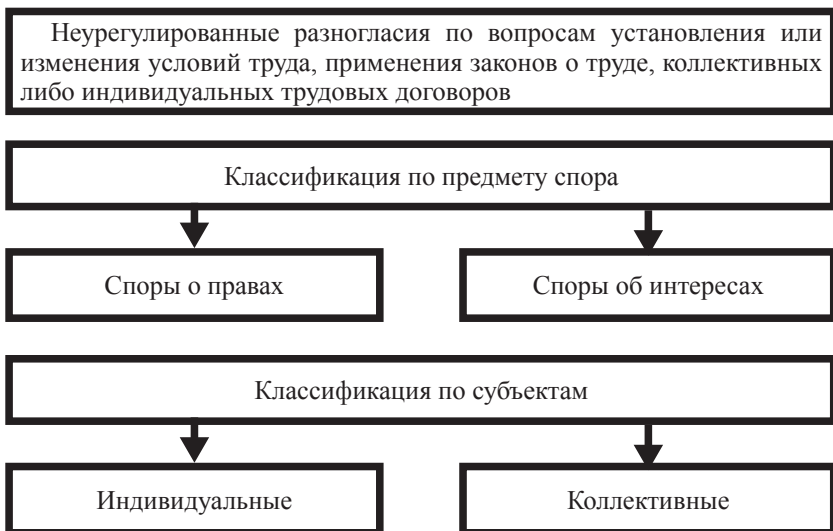 Неурегулированные разногласия по вопросам установления или
изменения условий труда, применения законов о труде, коллективных
либо индивидуальных трудовых договоров
Классификация по предмету спора
Споры о правах
Споры об интересах
Классификация по субъектам
Индивидуальные
Коллективные